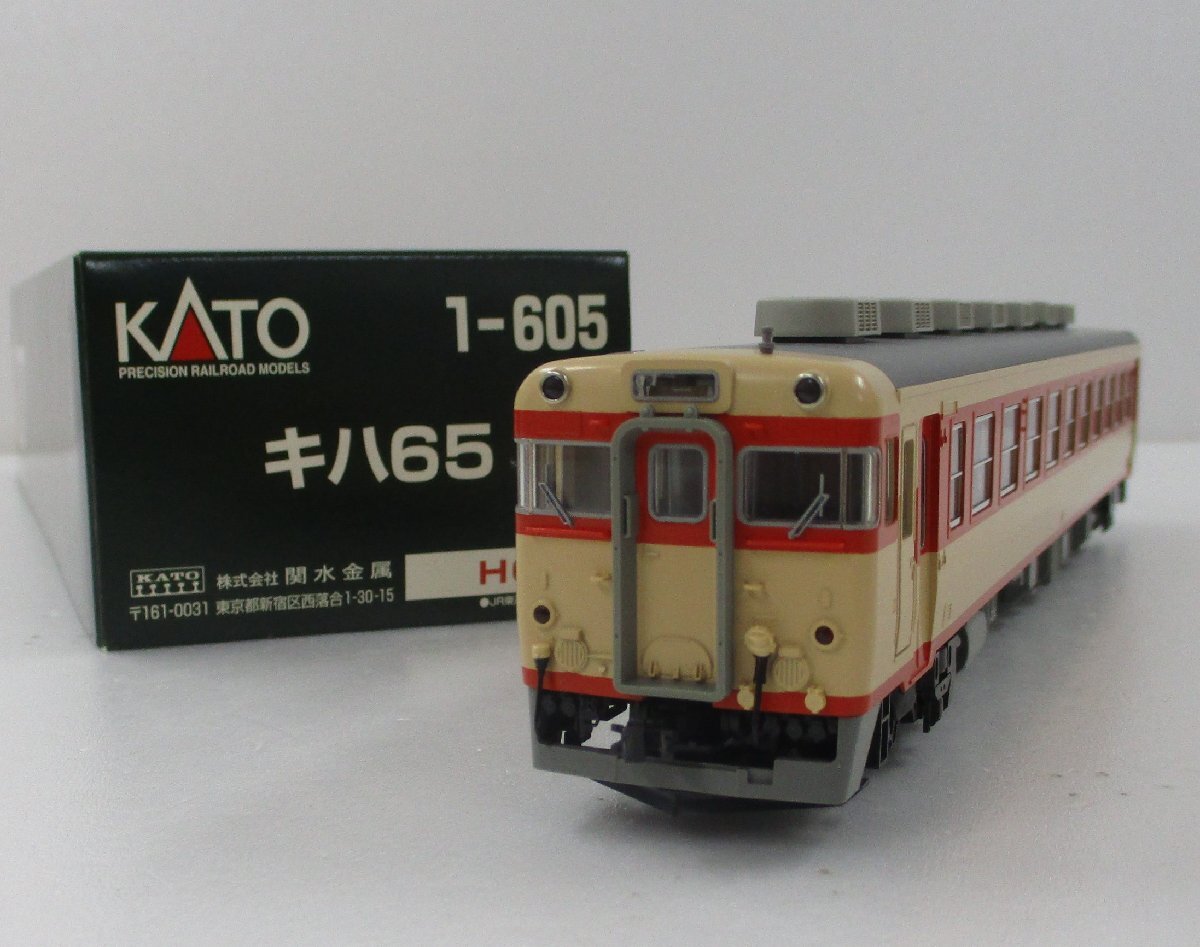 KATO
PRECISION RAILROAD MODELS
1-605
キハ65
KATO
株式会社 関水金属
〒161-0031 東京都新宿区西落合1-30-15